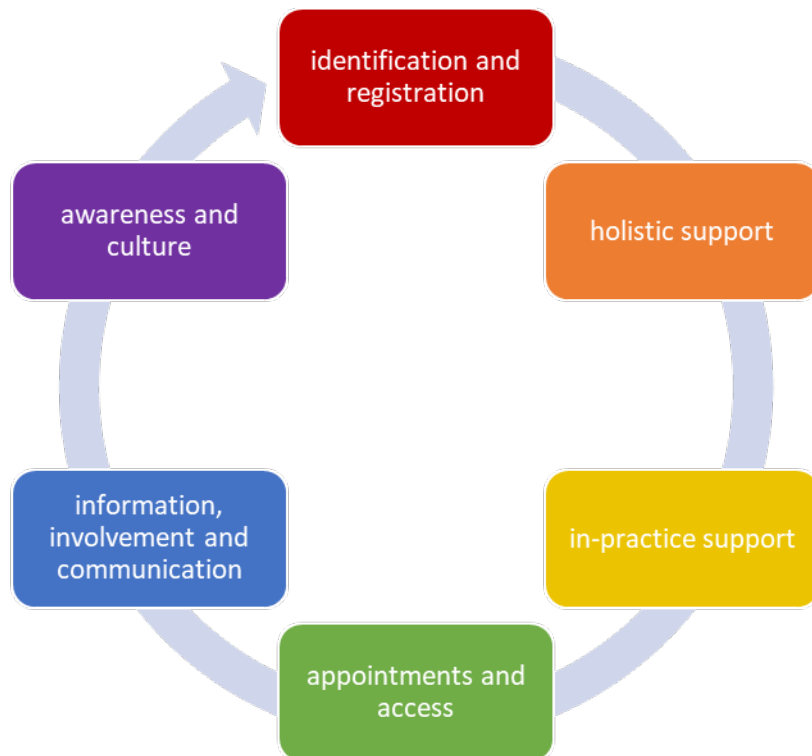 identification and
registration
holistic support
in-practice support
appointments and
access
information,
involvement and
communication
awareness and
culture